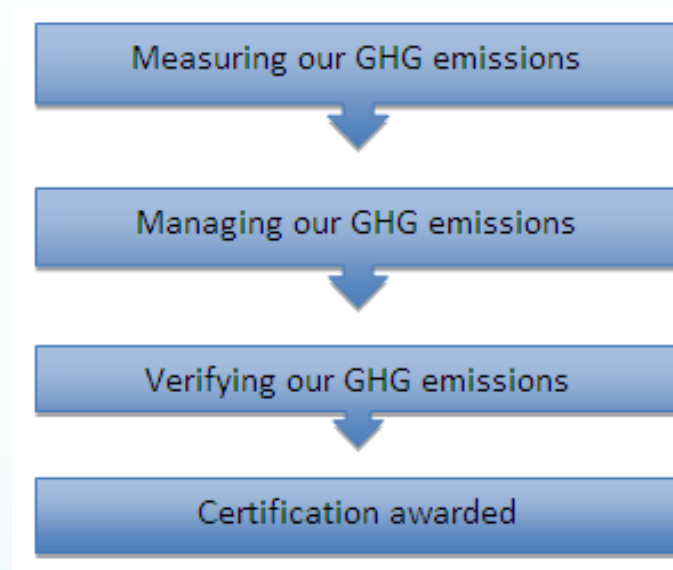 Measuring our GHG emissions
Managing our GHG emissions
Verifying our GHG emissions
Certification awarded